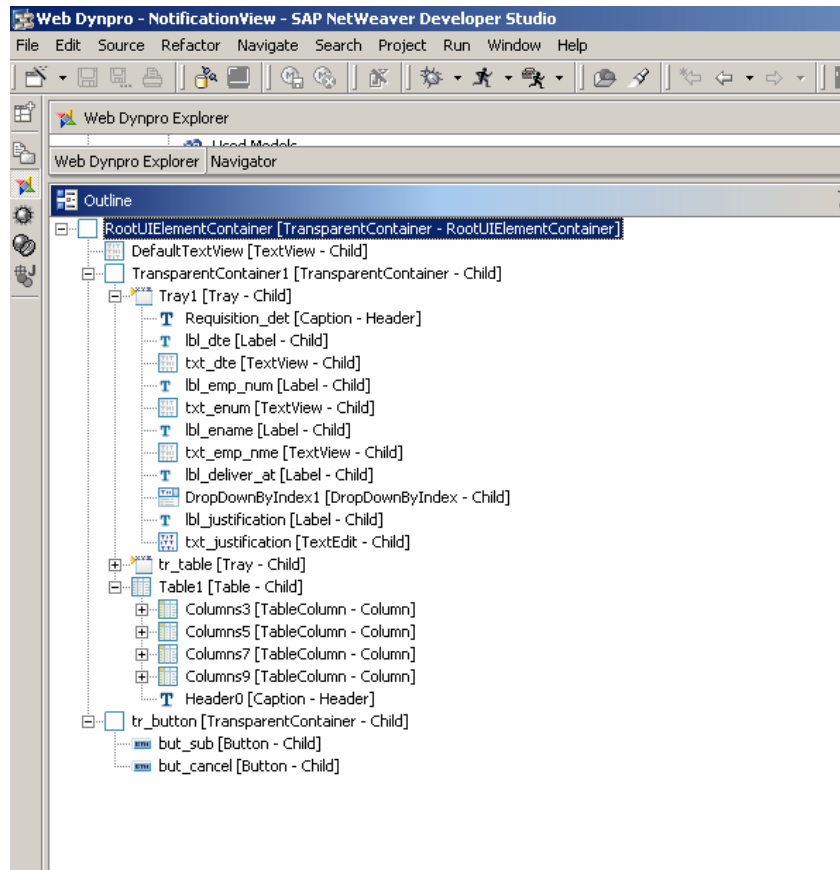 Web Dynpro - NotificationView - SAP NetWeaver Developer Studio
File Edit Source Refactor Navigate Search Project Run Window Help
Web Dynpro Explorer
Used Models
Web Dynpro Explorer Navigator
Outline
RootUIElementContainer [TransparentContainer - RootUIElementContainer]
DefaultTextView [TextView - Child]
TransparentContainer1 [TransparentContainer - Child]
Tray1 [Tray - Child]
Requisition_det [Caption - Header]
lbl_dte [Label - Child]
txt_dte [TextView - Child]
lbl_emp_num [Label - Child]
txt_enum [TextView - Child]
lbl_ename [Label - Child]
txt_emp_nme [TextView - Child]
lbl_deliver_at [Label - Child]
DropDownByIndex1 [DropDownByIndex - Child]
lbl_justification [Label - Child]
txt_justification [TextEdit - Child]
tr_table [Tray - Child]
Table1 [Table - Child]
Columns3 [TableColumn - Column]
Columns5 [TableColumn - Column]
Columns7 [TableColumn - Column]
Columns9 [TableColumn - Column]
Header0 [Caption - Header]
tr_button [TransparentContainer - Child]
but_sub [Button - Child]
but_cancel [Button - Child]